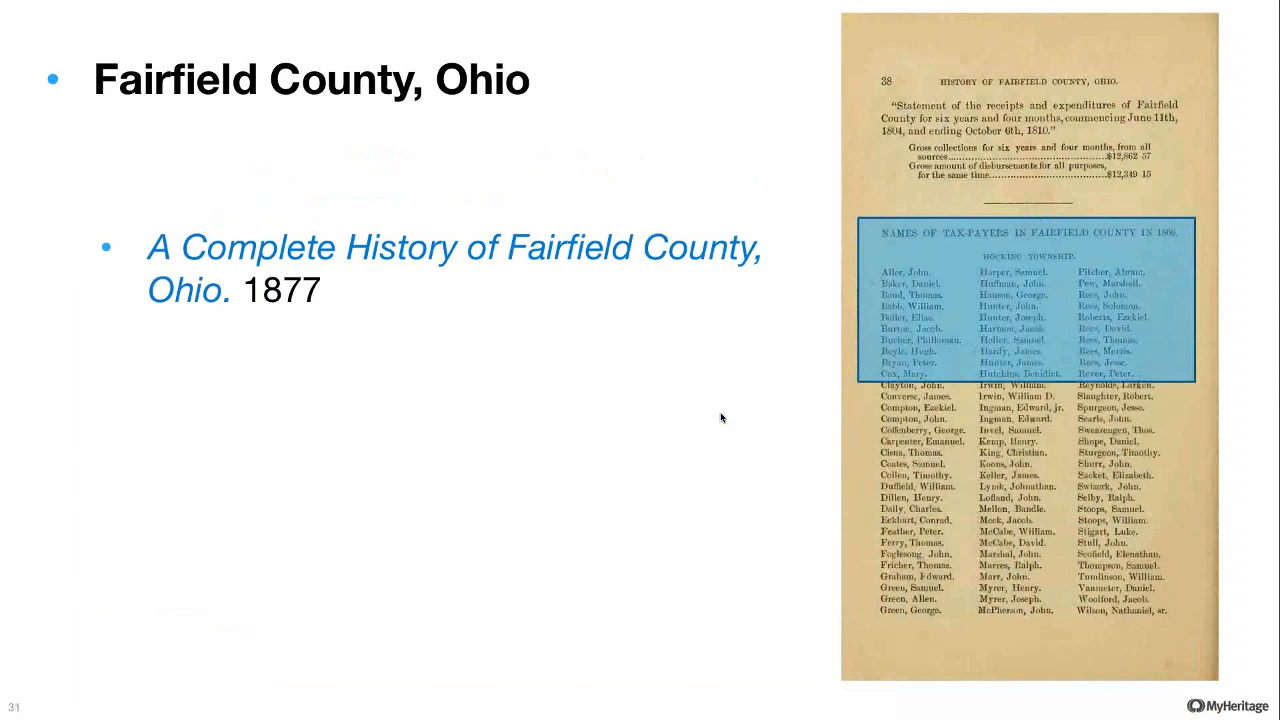 • Fairfield County, Ohio
• A Complete History of Fairfield County,
Ohio. 1877
38 HISTORY OF FAIRFIELD COUNTY, OHIO.
"Statement of the receipts and expenditures of Fairfield
County for six years and four months, commencing June 11th,
1804, and ending October 6th, 1810."
Gross collections for six years and four months, from all
sources..........................................$12,862 57
Gross amount of disbursements for all purposes,
for the same time................................$12,349 15
NAMES OF TAX-PAYERS IN FAIRFIELD COUNTY IN 1806.
HOCKING TOWNSHIP.
Aller, John. Harper, Samuel. Pitcher, Abram.
Baker, Daniel. Huffman, John. Pew, Marshall.
Bond, Thomas. Hanson, George. Rees, John.
Babb, William. Hunter, John. Rees, Solomon.
Boiler, Elias. Hunter, Joseph. Roberts, Ezekiel.
Burton, Jacob. Harmon, Jacob. Rees, David.
Bucher, Philloman. Holler, Samuel. Rees, Thomas.
Boyle, Hugh. Hardy, James. Rees, Morris.
Bryan, Peter. Hunter, James. Rees, Jesse.
Cox, Mary. Hutchins, Benidict. Rever, Peter.
Clayton, John. Irwin, William. Reynolds, Larken.
Converse, James. Irwin, William D. Slaughter, Robert.
Compton, Ezekiel. Ingman, Edward, jr. Spurgeon, Jesse.
Compton, John. Ingman, Edward. Searls, John.
Coffenberry, George. Invel, Samuel. Swearengen, Thos.
Carpenter, Emanuel. Kemp, Henry. Shope, Daniel.
Cisna, Thomas. King, Christian. Sturgeon, Timothy.
Coates, Samuel. Koons, John. Shurr, John.
Collen, Timothy. Keller, James. Sacket, Elizabeth.
Duffield, William. Lynik, Johnathan. Swizerk, John.
Dillen, Henry. Lofland, John. Selby, Ralph.
Daily, Charles. Mellon, Bandle. Stoops, Samuel.
Eckhart, Conrad. Meek, Jacob. Stoops, William.
Feather, Peter. McCabe, William. Stigart, Luke.
Ferry, Thomas. McCabe, David. Stull, John.
Foglesong, John. Marshal, John. Scofield, Elenathan.
Fricher, Thomas. Marres, Ralph. Thompson, Samuel.
Graham, Edward. Marr, John. Tumlinson, William.
Green, Samuel. Myrer, Henry. Vanmeter, Daniel.
Green, Allen. Myrer, Joseph. Woolford, Jacob.
Green, George. McPherson, John. Wilson, Nathaniel, sr.
31
MyHeritage